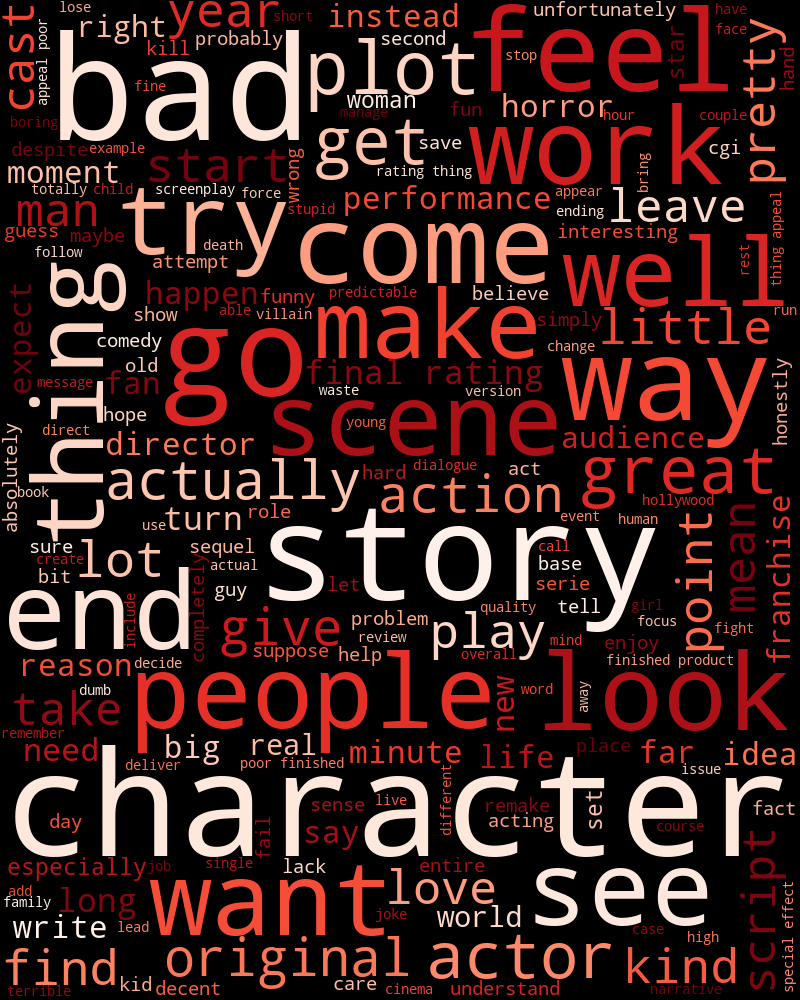 lose
year
short
instead
unfortunately
have
cast
appeal poor
right
kill
probably
second
feel
star
face
pretty
hand
bad
plot
stop
fine
woman
manage
fun
horror
hour
couple
boring
work
get
save
cgi
despite
example
start
wrong
rating thing
bring
moment
totally
child
screenplay
force
performance
appear
leave
thing appeal
man
try
stupid
ending
guess
maybe
death
come
interesting
follow
attempt
well
rest
thing
happen
funny
predictable
believe
expect
show
able
villain
make
simply
little
run
comedy
go
change
old
final rating
way
message
fan
waste
version
honestly
hope
scene
direct
young
audience
absolutely
director
hard
dialogue
act
great
book
actually
action
hollywood
use
turn
role
story
event
human
point
mean
franchise
sure
create
lot
sequel
call
bit
actual
base
completely
guy
let
serie
end
include
give
problem
quality
tell
girl
focus
review
play
fight
reason
decide
suppose
help
overall
mind
enjoy
finished product
dumb
people
new
word
away
look
take
remember
need
big
real
minute
life
place
far
idea
deliver
poor finished
issue
character
different
set
day
sense
live
remake
fact
say
acting
course
fail
script
especially
job
single
lack
entire
add
family
long
want
love
see
special effect
write
lead
joke
world
case
high
find
original
actor
kind
terrible
kid
decent
care
cinema
understand
narrative